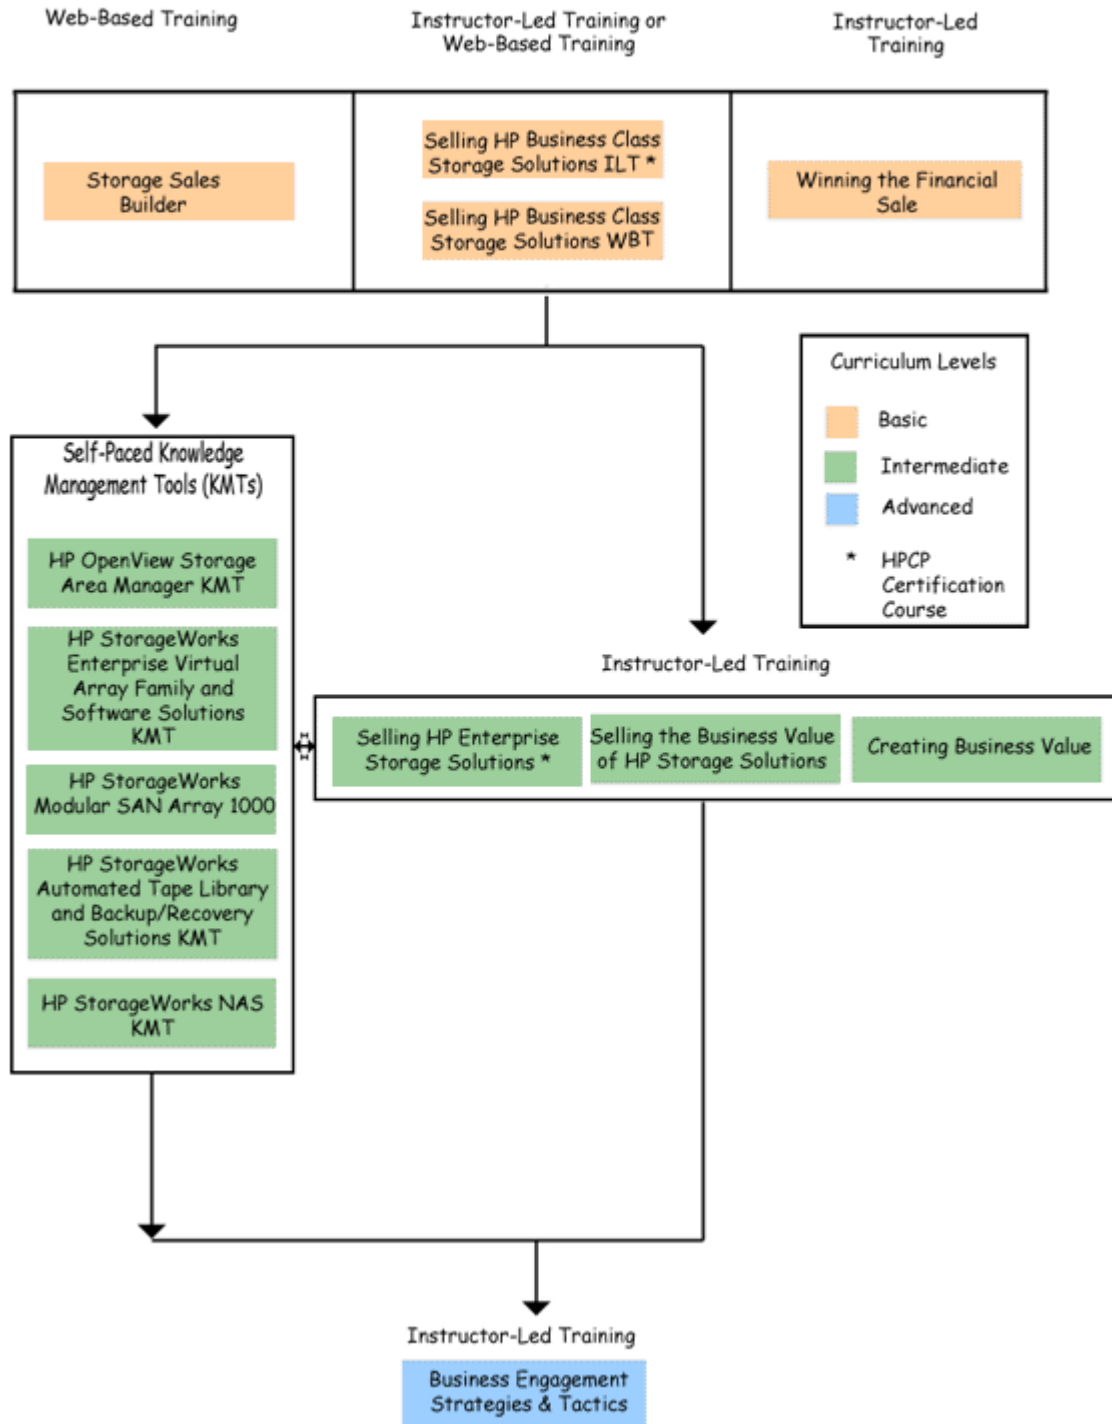 Web-Based Training
Instructor-Led Training or
Web-Based Training
Instructor-Led
Training
Storage Sales
Builder
Selling HP Business Class
Storage Solutions ILT *
Selling HP Business Class
Storage Solutions WBT
Winning the Financial
Sale
Curriculum Levels
Basic
Intermediate
Advanced
* HPCP
Certification
Course
Self-Paced Knowledge
Management Tools (KMTs)
HP OpenView Storage
Area Manager KMT
HP StorageWorks
Enterprise Virtual
Array Family and
Software Solutions
KMT
HP StorageWorks
Modular SAN Array 1000
HP StorageWorks
Automated Tape Library
and Backup/Recovery
Solutions KMT
HP StorageWorks NAS
KMT
Instructor-Led Training
Selling HP Enterprise
Storage Solutions *
Selling the Business Value
of HP Storage Solutions
Creating Business Value
Instructor-Led Training
Business Engagement
Strategies & Tactics